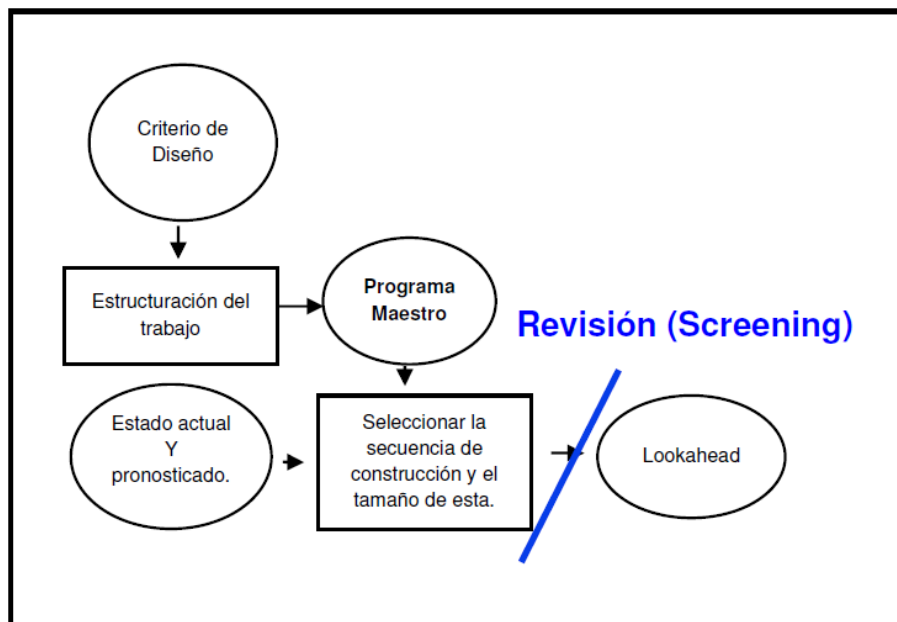 Criterio de
Diseño
Estructuración del
trabajo
Programa
Maestro
Revisión (Screening)
Estado actual
Y
pronosticado.
Seleccionar la
secuencia de
construcción y el
tamaño de esta.
Lookahead